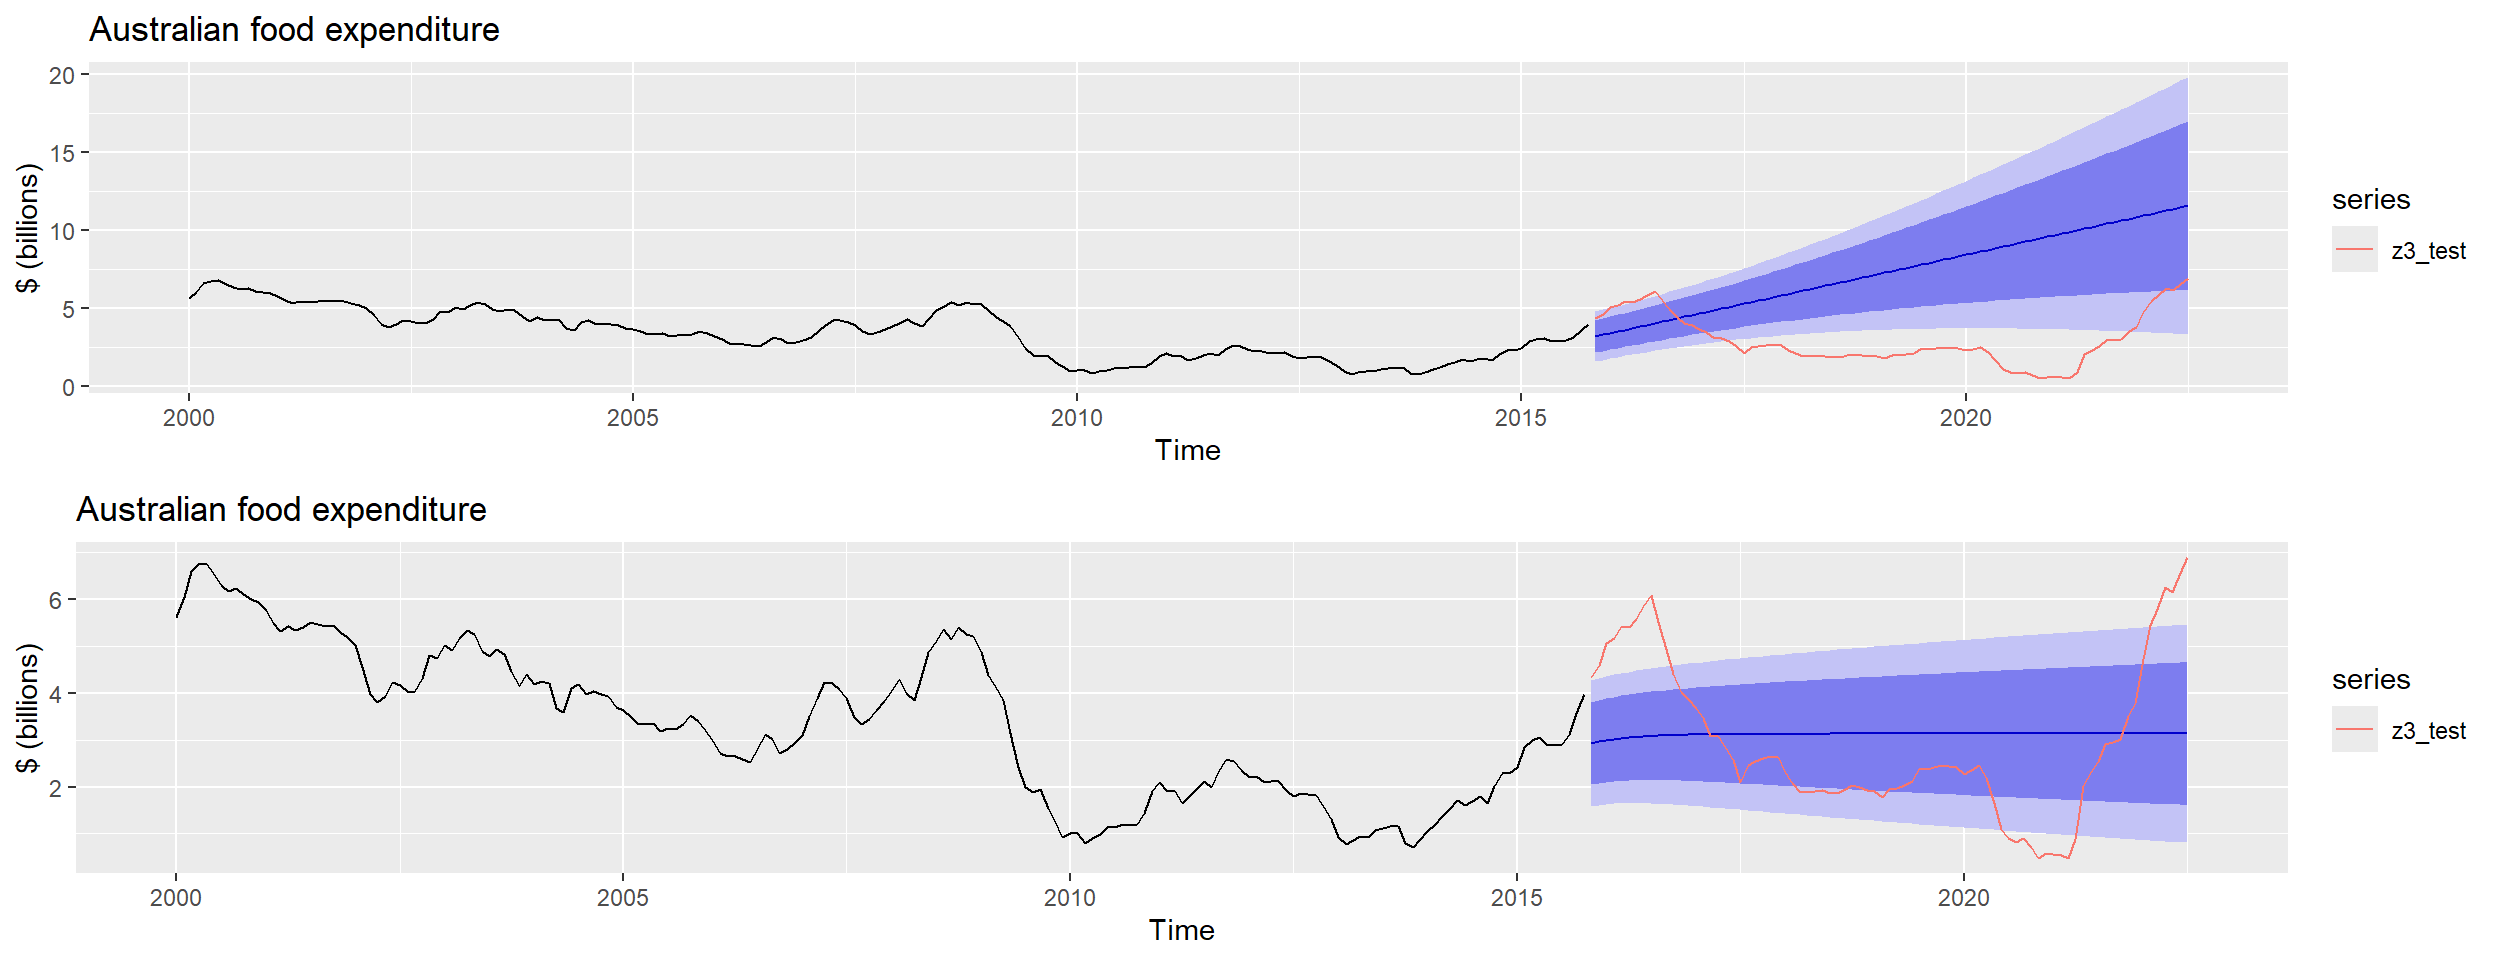 Australian food expenditure
20
15
10
5
0
$ (billions)
2000 2005 2010 2015 2020
Time
series
z3_test
Australian food expenditure
6
4
2
$ (billions)
2000 2005 2010 2015 2020
Time
series
z3_test